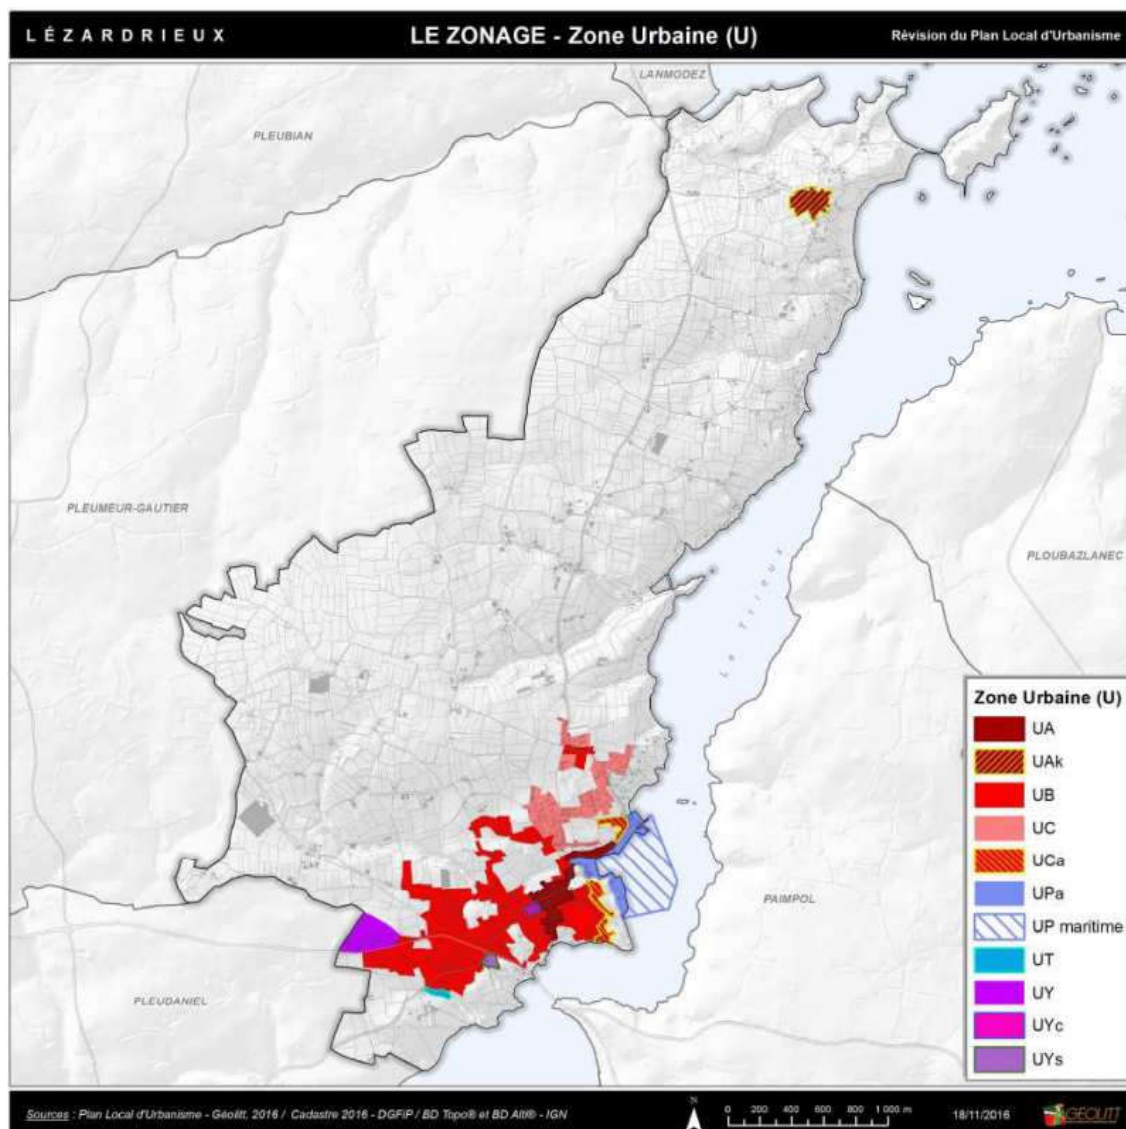 LÉZARDRIEUX
LE ZONAGE - Zone Urbaine (U)
Révision du Plan Local d'Urbanisme
LANMODEZ
PLEUBIAN
PLEUMEUR-GAUTIER
PLOUBAZLANEC
Le Trieux
PAIMPOL
PLEUDANIEL
Zone Urbaine (U)
UA
UAk
UB
UC
UCa
UPa
UP maritime
UT
UY
UYc
UYs
Sources : Plan Local d'Urbanisme - Géolitt, 2016 / Cadastre 2016 - DGFiP / BD Topo® et BD Alti® - IGN
N
0 200 400 600 800 1 000 m
18/11/2016
GEOLITT